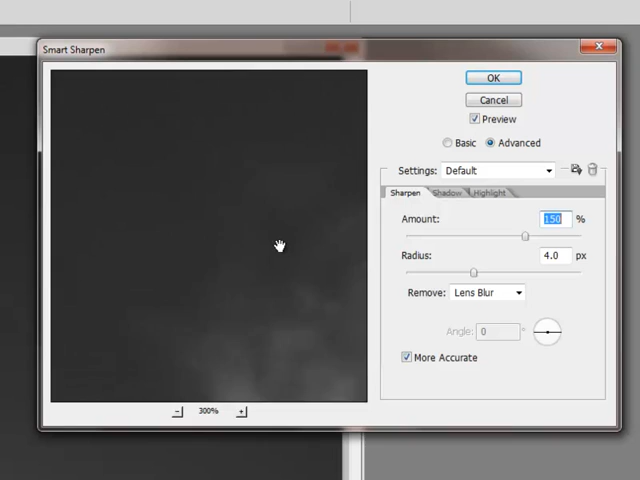 Smart Sharpen
OK
Cancel
Preview
Basic
Advanced
Settings: Default
Sharpen Shadow Highlight
Amount: 150 %
Radius: 4.0 px
Remove: Lens Blur
Angle: 0 °
More Accurate
300%